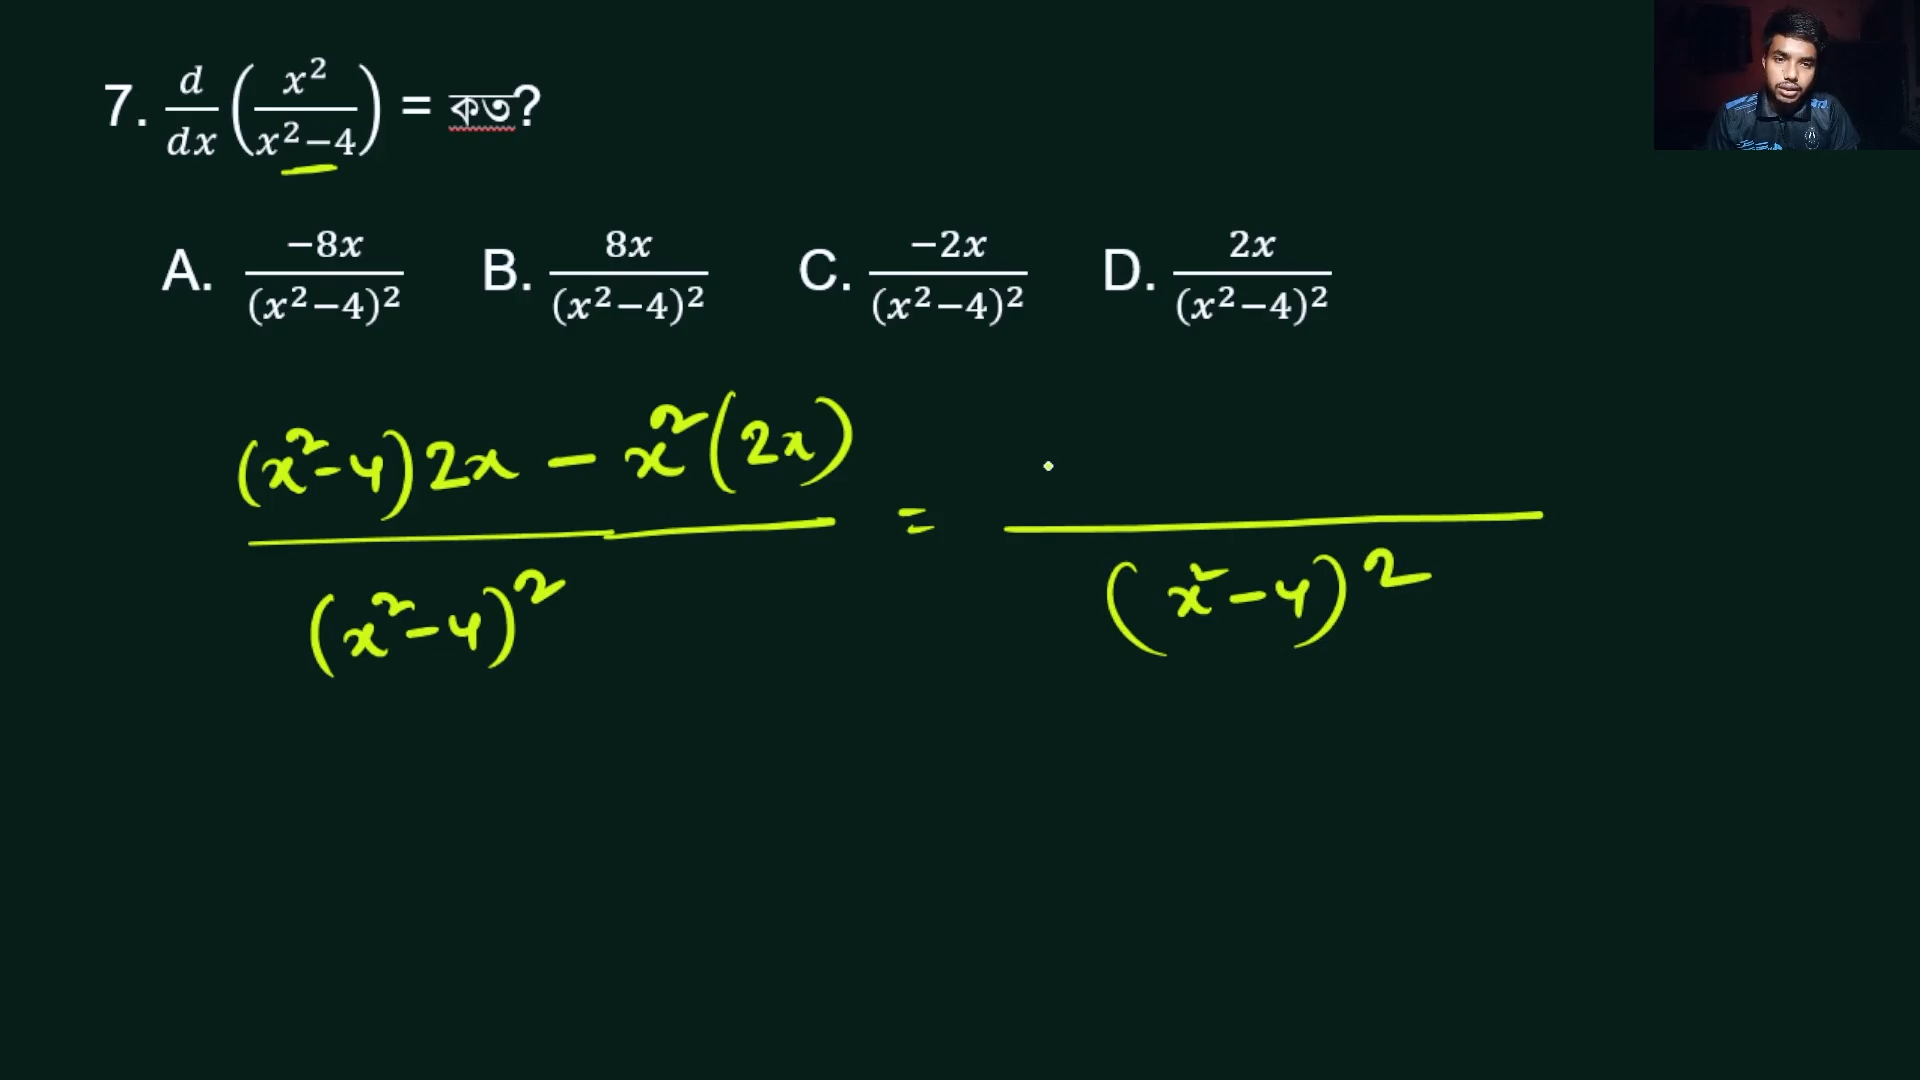 7. d/dx (x²/(x²−4)) = কত?
A. −8x/(x²−4)² B. 8x/(x²−4)² C. −2x/(x²−4)² D. 2x/(x²−4)²
(x²-4)2x − x²(2x) =
(x²-4)² (x²-4)²